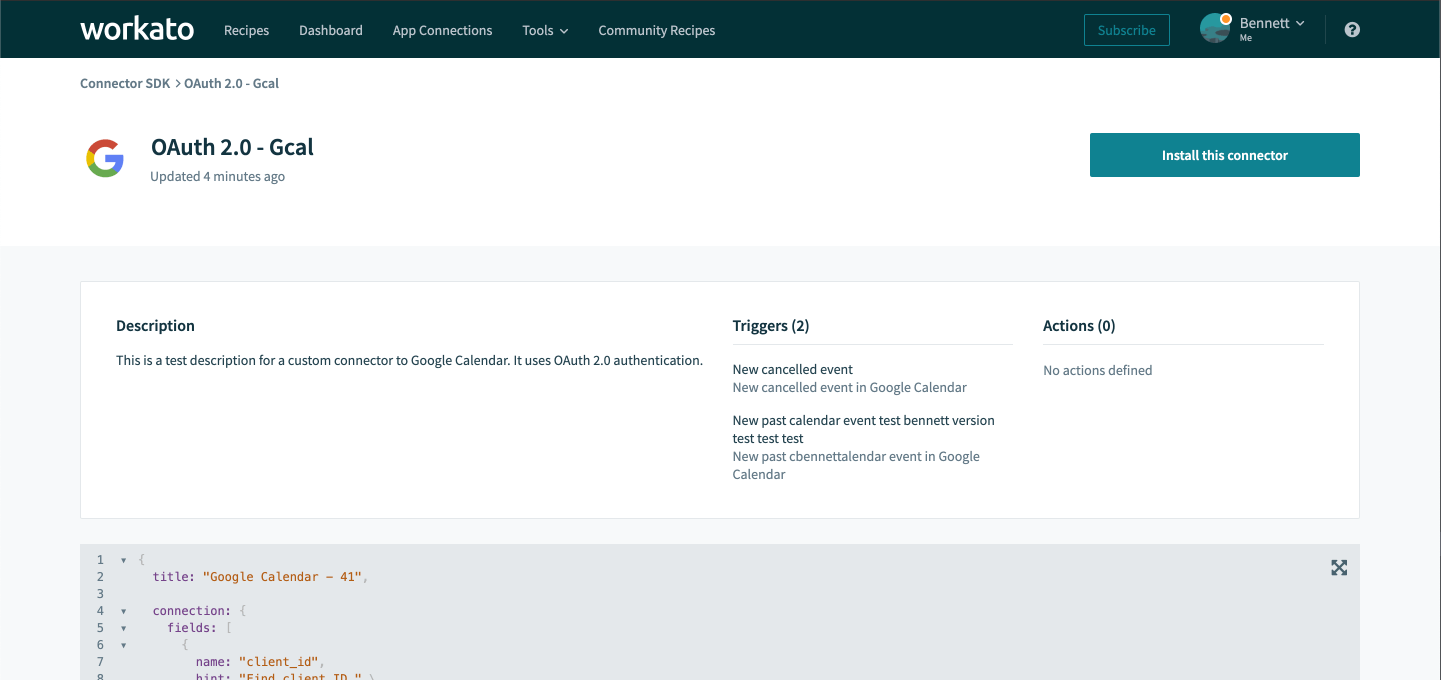 workato
Recipes
Dashboard
App Connections
Tools
Community Recipes
Subscribe
Bennett
Me
?
Connector SDK > OAuth 2.0 - Gcal
OAuth 2.0 - Gcal
Updated 4 minutes ago
Install this connector
Description
This is a test description for a custom connector to Google Calendar. It uses OAuth 2.0 authentication.
Triggers (2)
New cancelled event
New cancelled event in Google Calendar
New past calendar event test bennett version
test test test
New past cbennettalendar event in Google
Calendar
Actions (0)
No actions defined
1 {
2 title: "Google Calendar - 41",
3
4 connection: {
5 fields: [
6 {
7 name: "client_id",
8 hint: "Find client ID " \